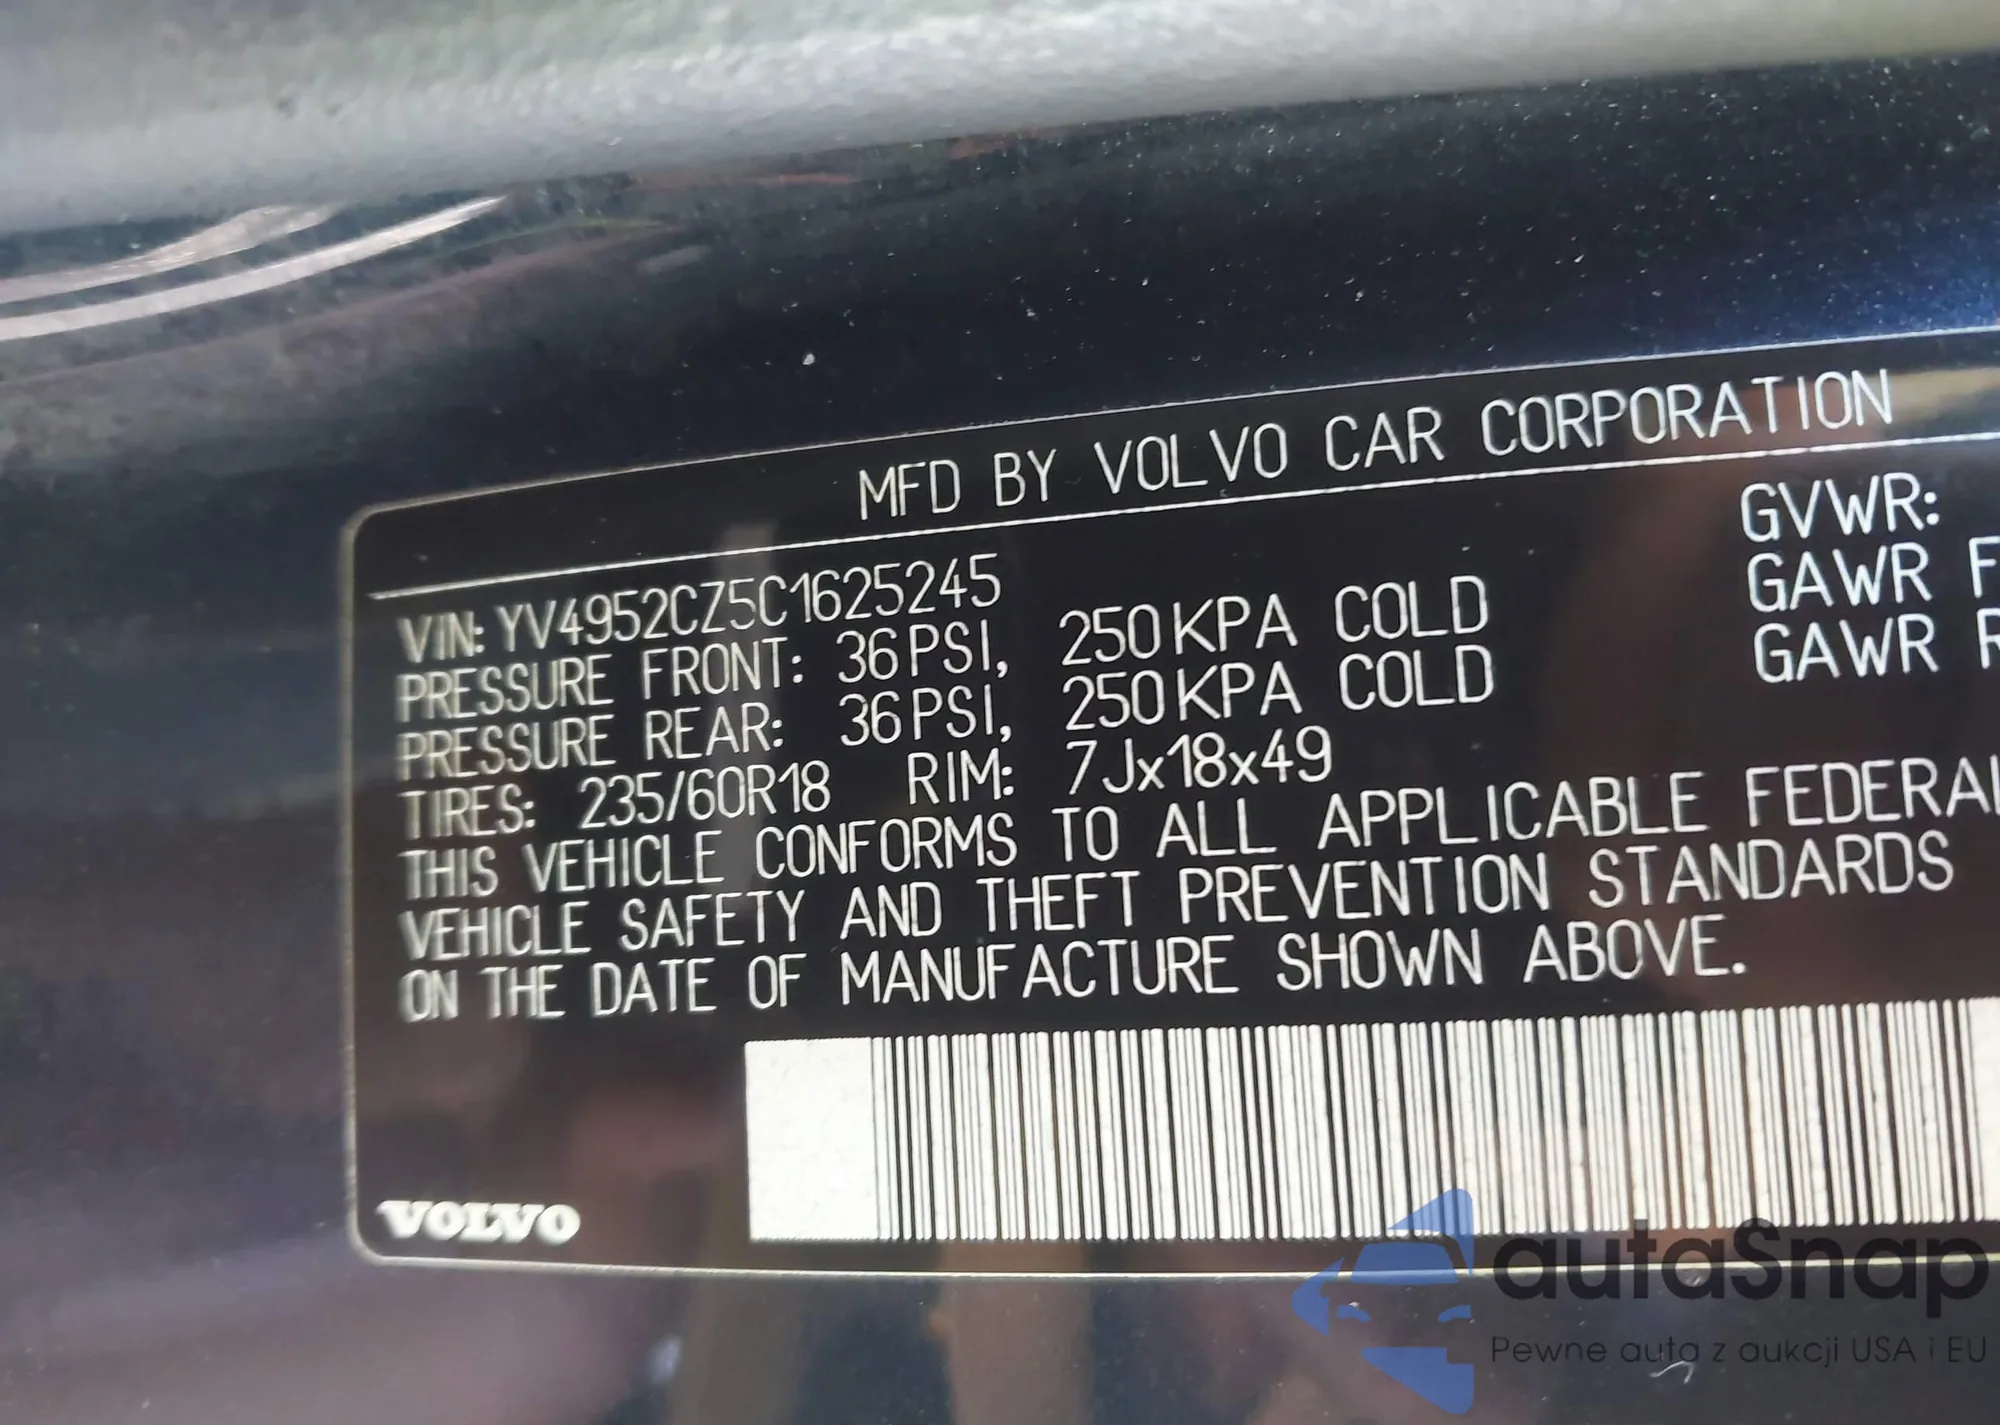 MFD BY VOLVO CAR CORPORATION
VIN: YV4952CZ5C1625245
GVWR:
PRESSURE FRONT: 36PSI, 250KPA COLD
GAWR F
PRESSURE REAR: 36PSI, 250KPA COLD
GAWR R
TIRES: 235/60R18 RIM: 7Jx18x49
THIS VEHICLE CONFORMS TO ALL APPLICABLE FEDERAL
VEHICLE SAFETY AND THEFT PREVENTION STANDARDS
ON THE DATE OF MANUFACTURE SHOWN ABOVE.
VOLVO
autaSnap
Pewne auta z aukcji USA i EU